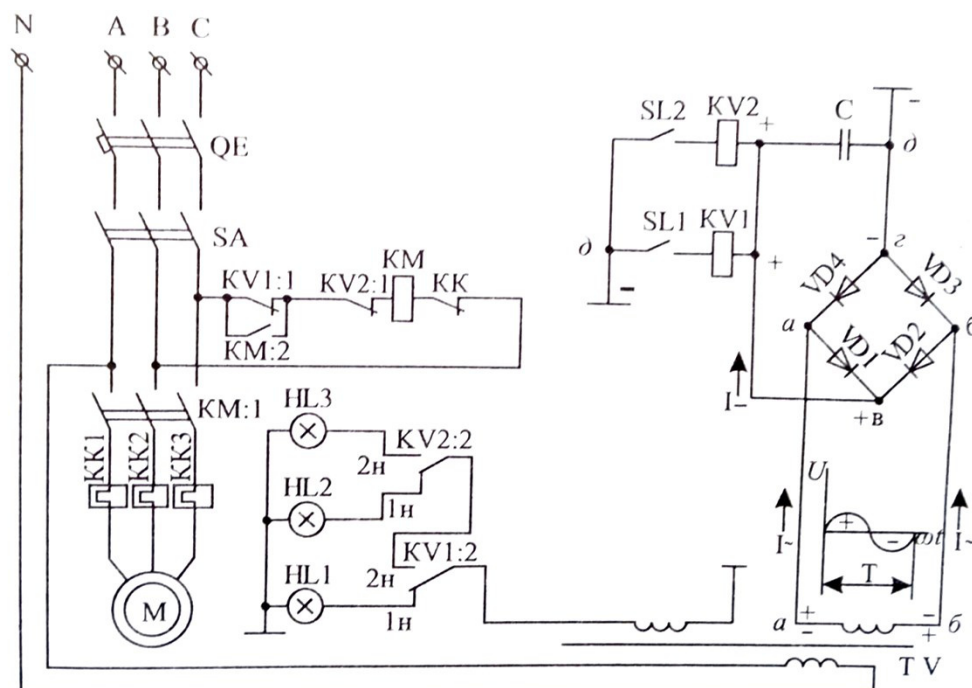 N A B C
QE
SA
KV1:1 KV2:1 KM KK
KM:2
KM:1
KK1
KK2
KK3
M
HL3
KV2:2
2н
HL2
1н
KV1:2
2н
HL1
1н
SL2 KV2 + C −
д
SL1 KV1
д
−
+
− г
VD4 VD3
а б
VD1 VD2
I−
+в
U
+ −
ωt
I~ I~
T
а + − − + б
T V